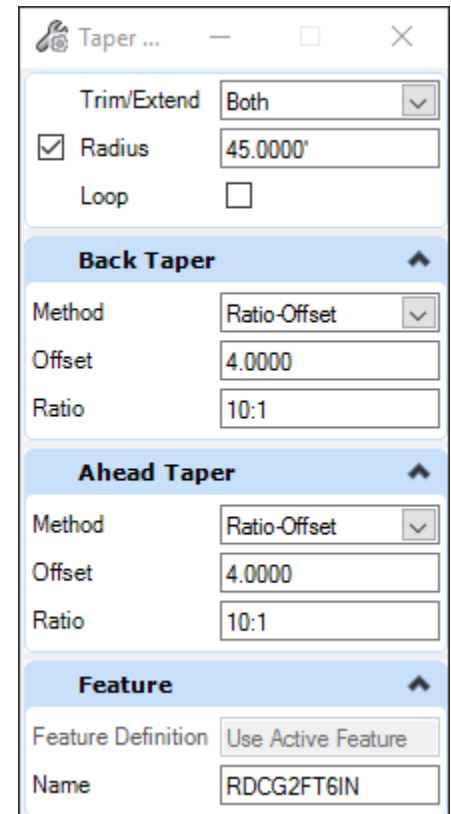 Taper ...
Trim/Extend Both
Radius 45.0000'
Loop
Back Taper
Method Ratio-Offset
Offset 4.0000
Ratio 10:1
Ahead Taper
Method Ratio-Offset
Offset 4.0000
Ratio 10:1
Feature
Feature Definition Use Active Feature
Name RDCG2FT6IN